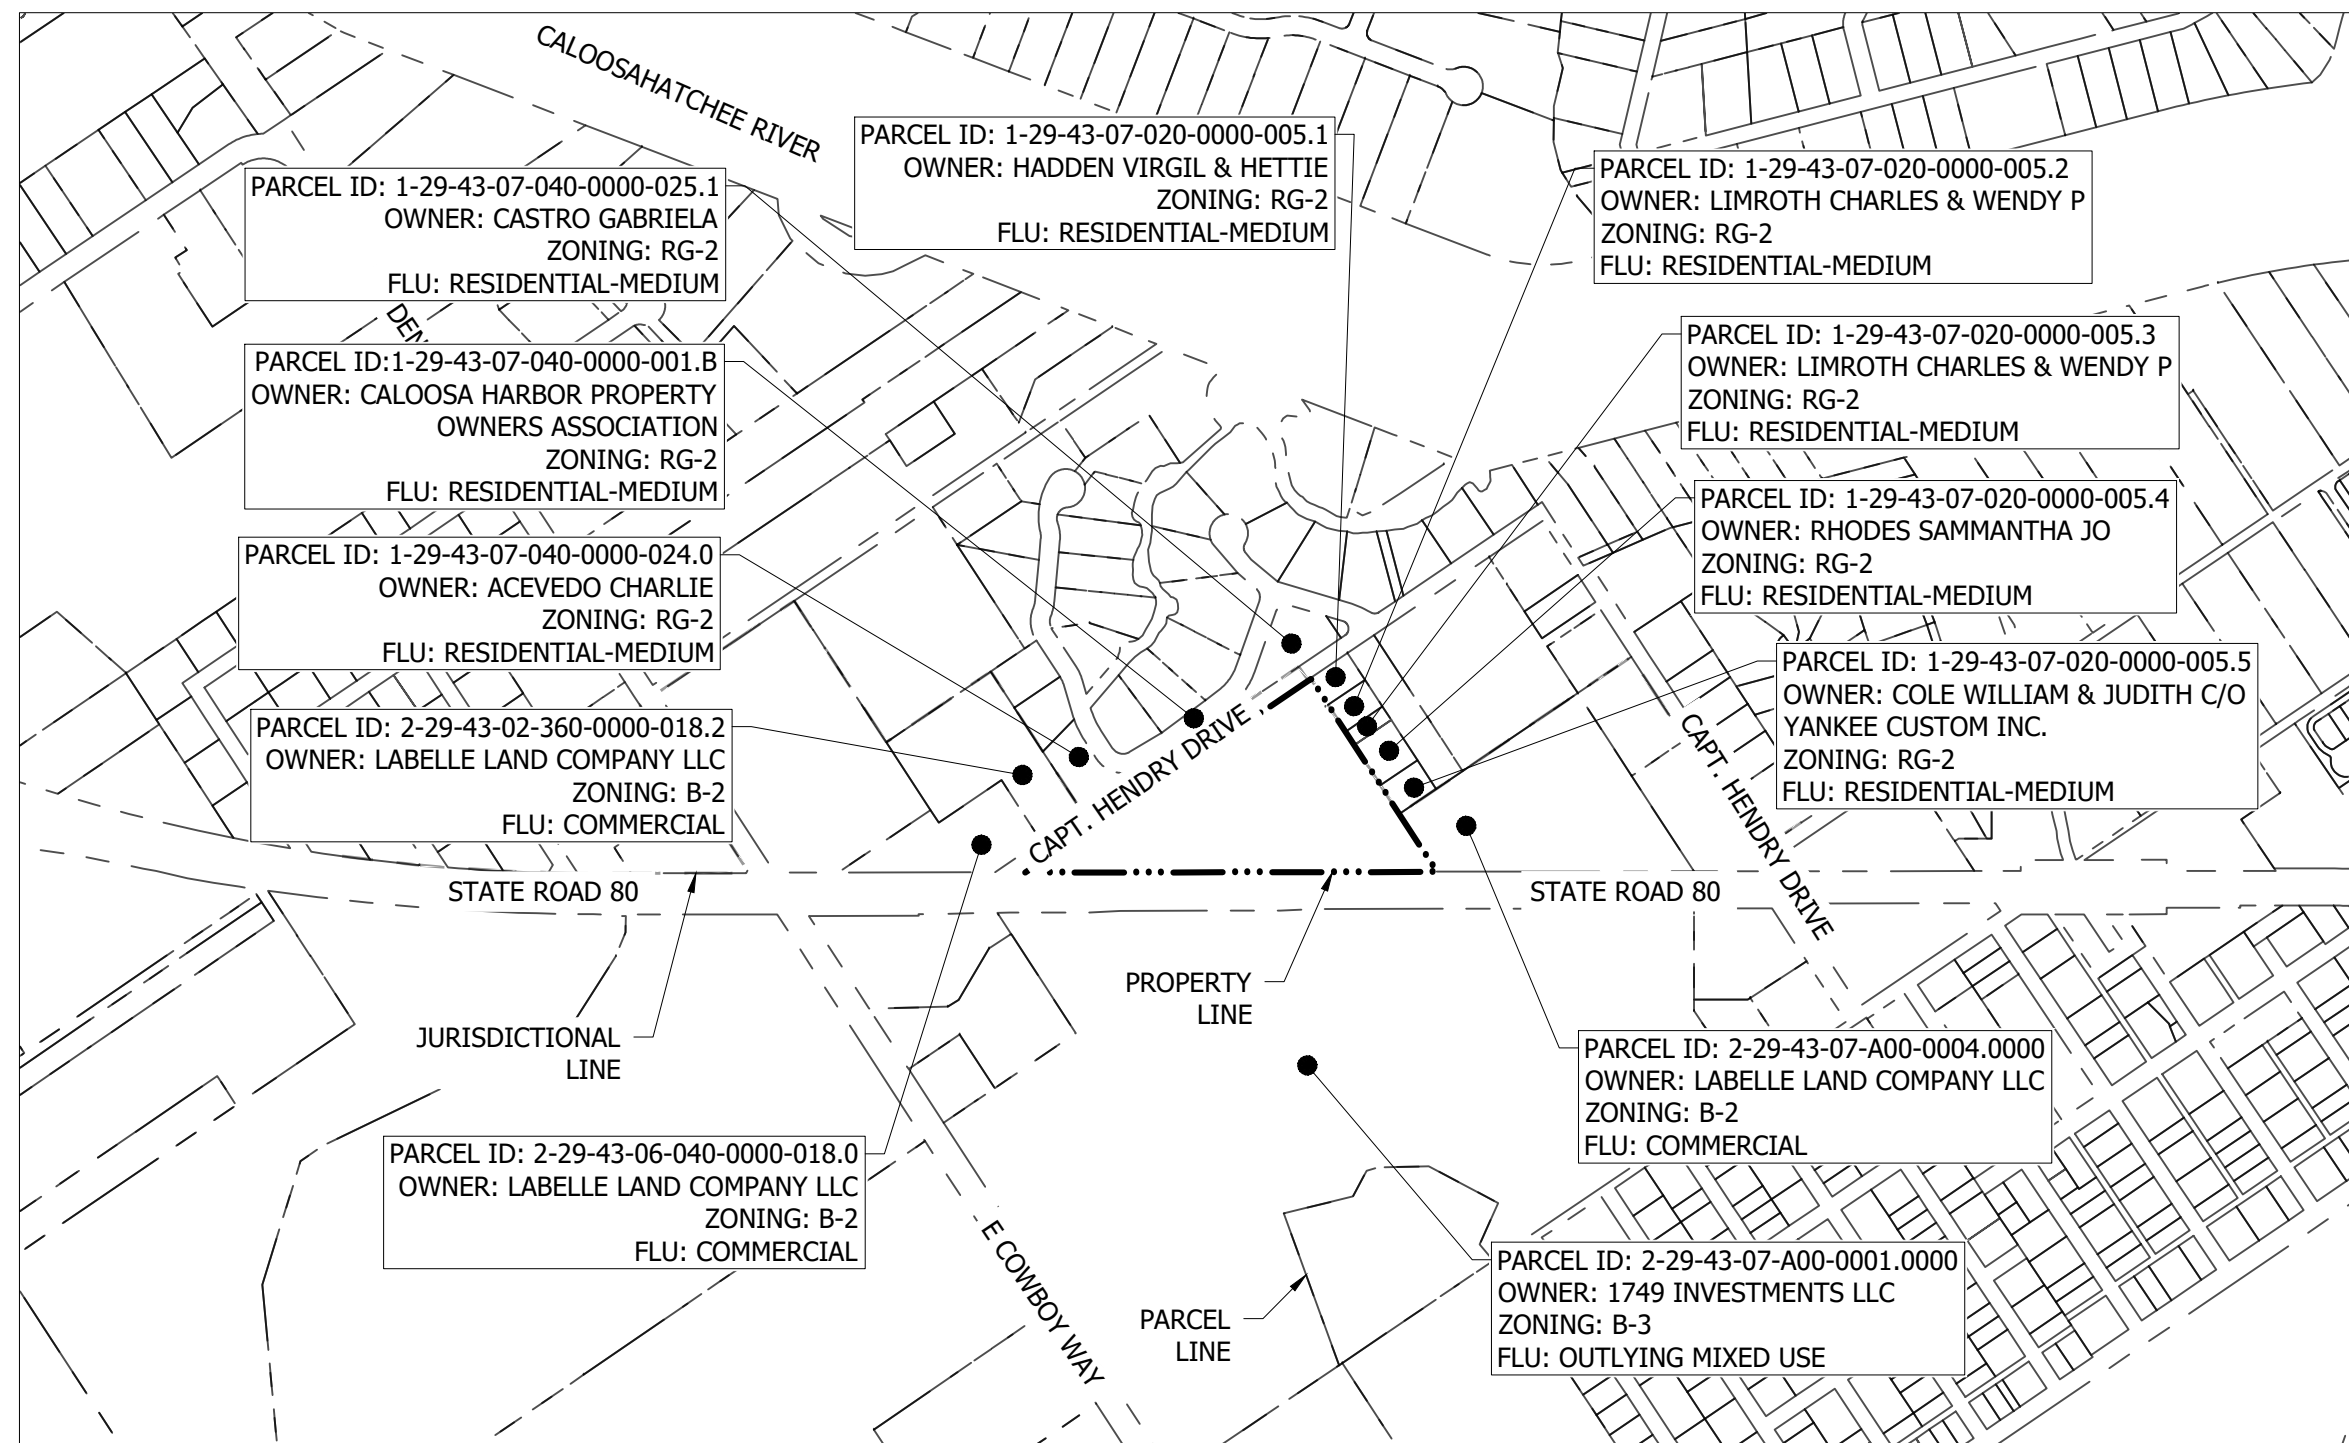 CALOOSAHATCHEE RIVER
PARCEL ID: 1-29-43-07-020-0000-005.1
OWNER: HADDEN VIRGIL & HETTIE
ZONING: RG-2
FLU: RESIDENTIAL-MEDIUM
PARCEL ID: 1-29-43-07-020-0000-005.2
OWNER: LIMROTH CHARLES & WENDY P
ZONING: RG-2
FLU: RESIDENTIAL-MEDIUM
PARCEL ID: 1-29-43-07-040-0000-025.1
OWNER: CASTRO GABRIELA
ZONING: RG-2
FLU: RESIDENTIAL-MEDIUM
DEN
PARCEL ID: 1-29-43-07-020-0000-005.3
OWNER: LIMROTH CHARLES & WENDY P
ZONING: RG-2
FLU: RESIDENTIAL-MEDIUM
PARCEL ID:1-29-43-07-040-0000-001.B
OWNER: CALOOSA HARBOR PROPERTY
OWNERS ASSOCIATION
ZONING: RG-2
FLU: RESIDENTIAL-MEDIUM
PARCEL ID: 1-29-43-07-020-0000-005.4
OWNER: RHODES SAMMANTHA JO
ZONING: RG-2
FLU: RESIDENTIAL-MEDIUM
PARCEL ID: 1-29-43-07-040-0000-024.0
OWNER: ACEVEDO CHARLIE
ZONING: RG-2
FLU: RESIDENTIAL-MEDIUM
PARCEL ID: 1-29-43-07-020-0000-005.5
OWNER: COLE WILLIAM & JUDITH C/O
YANKEE CUSTOM INC.
ZONING: RG-2
FLU: RESIDENTIAL-MEDIUM
PARCEL ID: 2-29-43-02-360-0000-018.2
OWNER: LABELLE LAND COMPANY LLC
ZONING: B-2
FLU: COMMERCIAL
CAPT. HENDRY DRIVE
CAPT. HENDRY DRIVE
STATE ROAD 80
STATE ROAD 80
PROPERTY
LINE
JURISDICTIONAL
LINE
PARCEL ID: 2-29-43-07-A00-0004.0000
OWNER: LABELLE LAND COMPANY LLC
ZONING: B-2
FLU: COMMERCIAL
PARCEL ID: 2-29-43-06-040-0000-018.0
OWNER: LABELLE LAND COMPANY LLC
ZONING: B-2
FLU: COMMERCIAL
E COWBOY WAY
PARCEL ID: 2-29-43-07-A00-0001.0000
OWNER: 1749 INVESTMENTS LLC
ZONING: B-3
FLU: OUTLYING MIXED USE
PARCEL
LINE